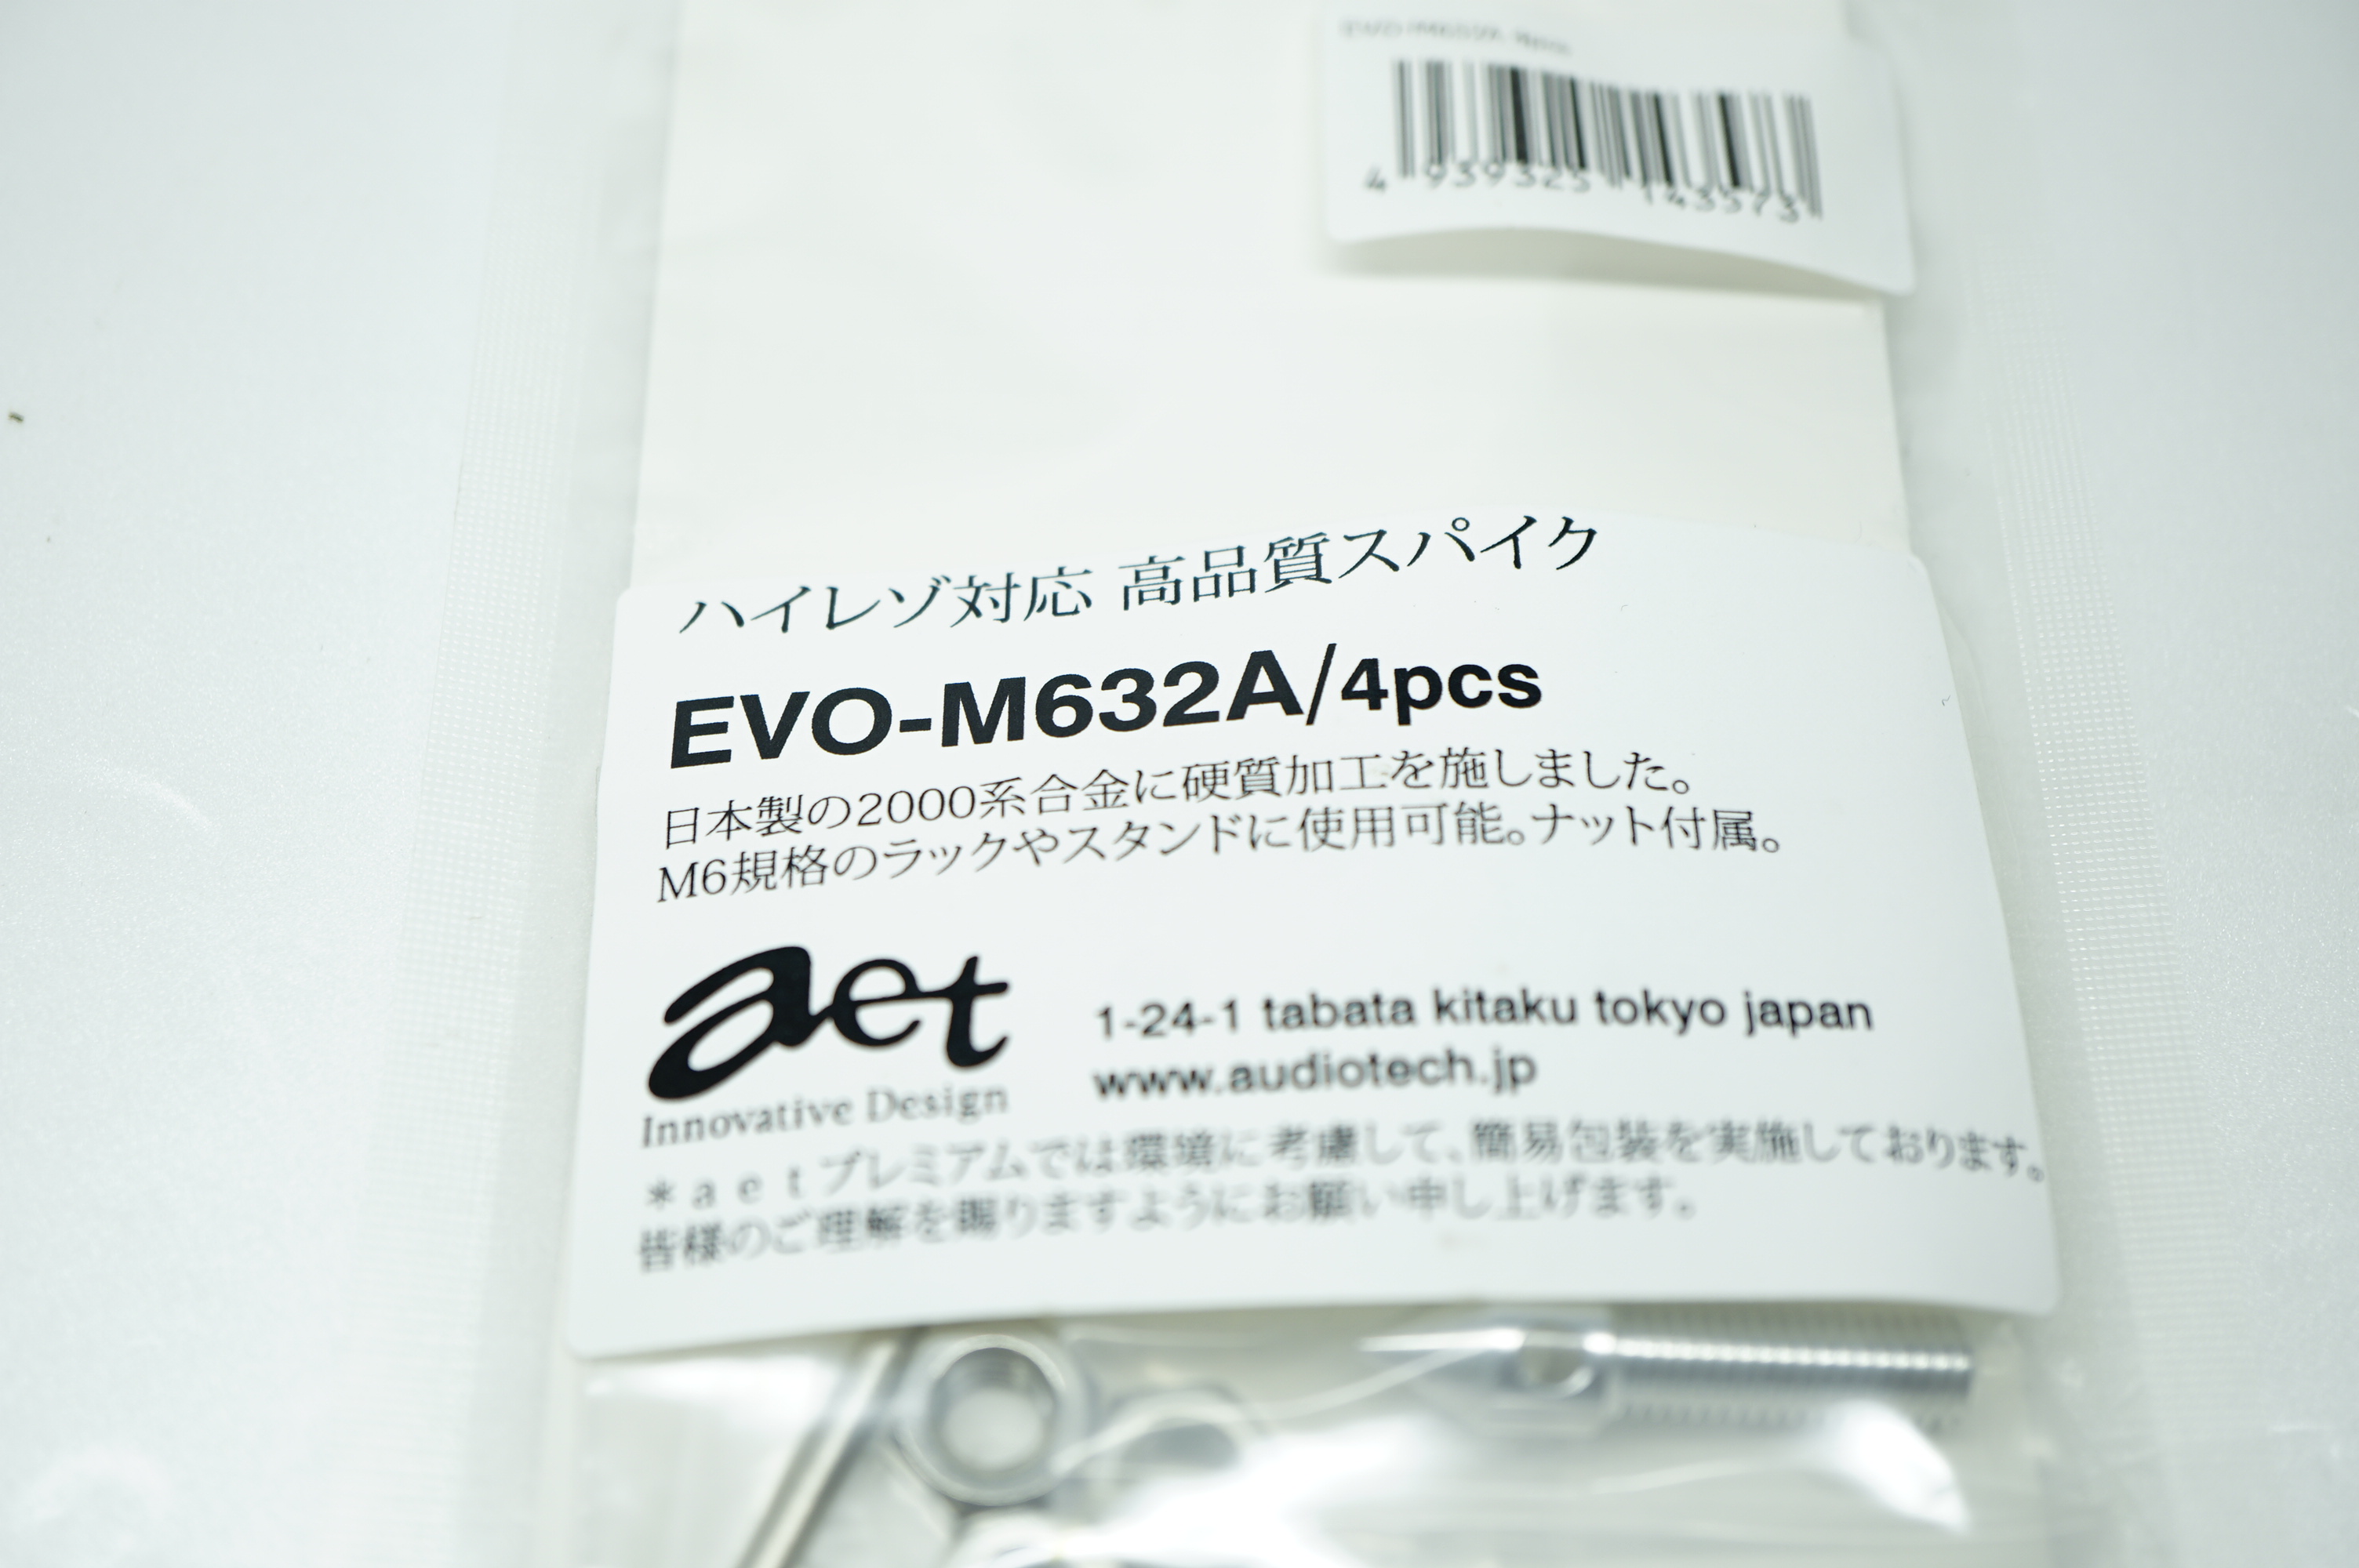 EVO-M632A 4pcs
4 939325 143573
ハイレゾ対応 高品質スパイク
EVO-M632A/4pcs
日本製の2000系合金に硬質加工を施しました。
M6規格のラックやスタンドに使用可能。ナット付属。
aet
Innovative Design
1-24-1 tabata kitaku tokyo japan
www.audiotech.jp
＊ａｅｔプレミアムでは環境に考慮して、簡易包装を実施しております。
皆様のご理解を賜りますようにお願い申し上げます。